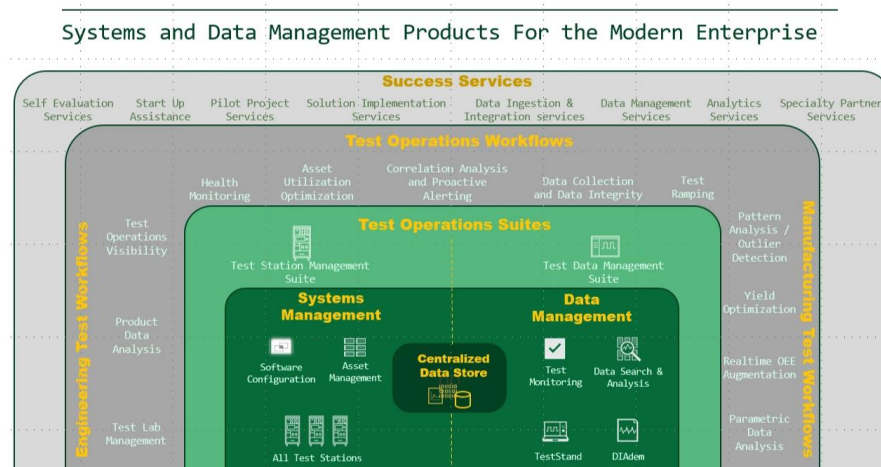 Systems and Data Management Products For the Modern Enterprise
Success Services
Self Evaluation
Services
Start Up
Assistance
Pilot Project
Services
Solution Implementation
Services
Data Ingestion &
Integration services
Data Management
Services
Analytics
Services
Specialty Partner
Services
Test Operations Workflows
Health
Monitoring
Asset
Utilization
Optimization
Correlation Analysis
and Proactive
Alerting
Data Collection
and Data Integrity
Test
Ramping
Engineering Test Workflows
Test
Operations
Visibility
Product
Data
Analysis
Test Lab
Management
Test Operations Suites
Test Station Management
Suite
Test Data Management
Suite
Systems
Management
Software
Configuration
Asset
Management
All Test Stations
Centralized
Data Store
Data
Management
Test
Monitoring
Data Search &
Analysis
TestStand
DIAdem
Pattern
Analysis /
Outlier
Detection
Yield
Optimization
Realtime OEE
Augmentation
Parametric
Data
Analysis
Manufacturing Test Workflows